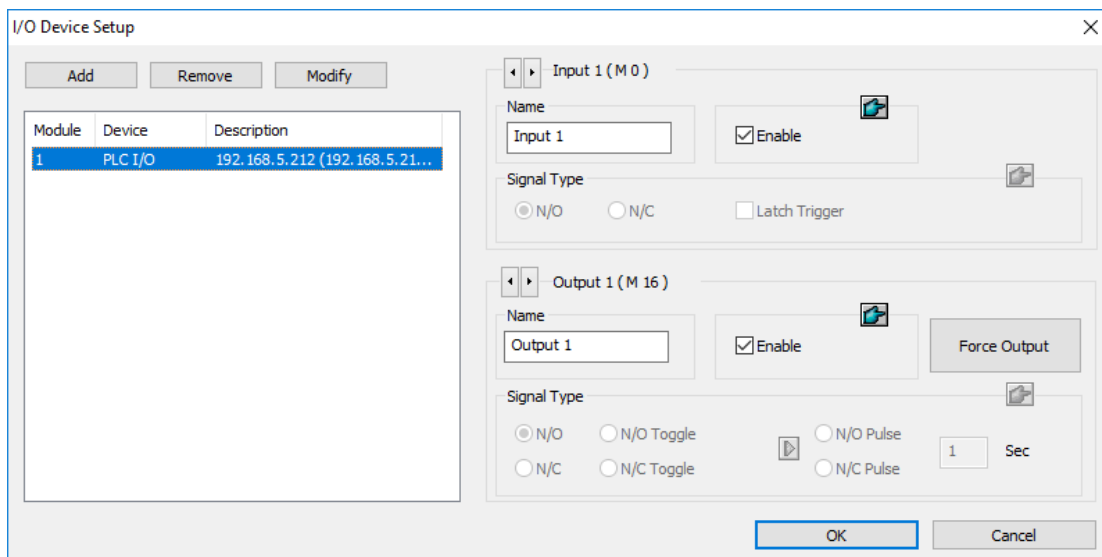 I/O Device Setup
Add Remove Modify
Module Device Description
1 PLC I/O 192.168.5.212 (192.168.5.21...
Input 1 ( M 0 )
Name
Input 1
Enable
Signal Type
N/O N/C Latch Trigger
Output 1 ( M 16 )
Name
Output 1
Enable
Force Output
Signal Type
N/O N/O Toggle N/O Pulse
N/C N/C Toggle N/C Pulse
1 Sec
OK Cancel